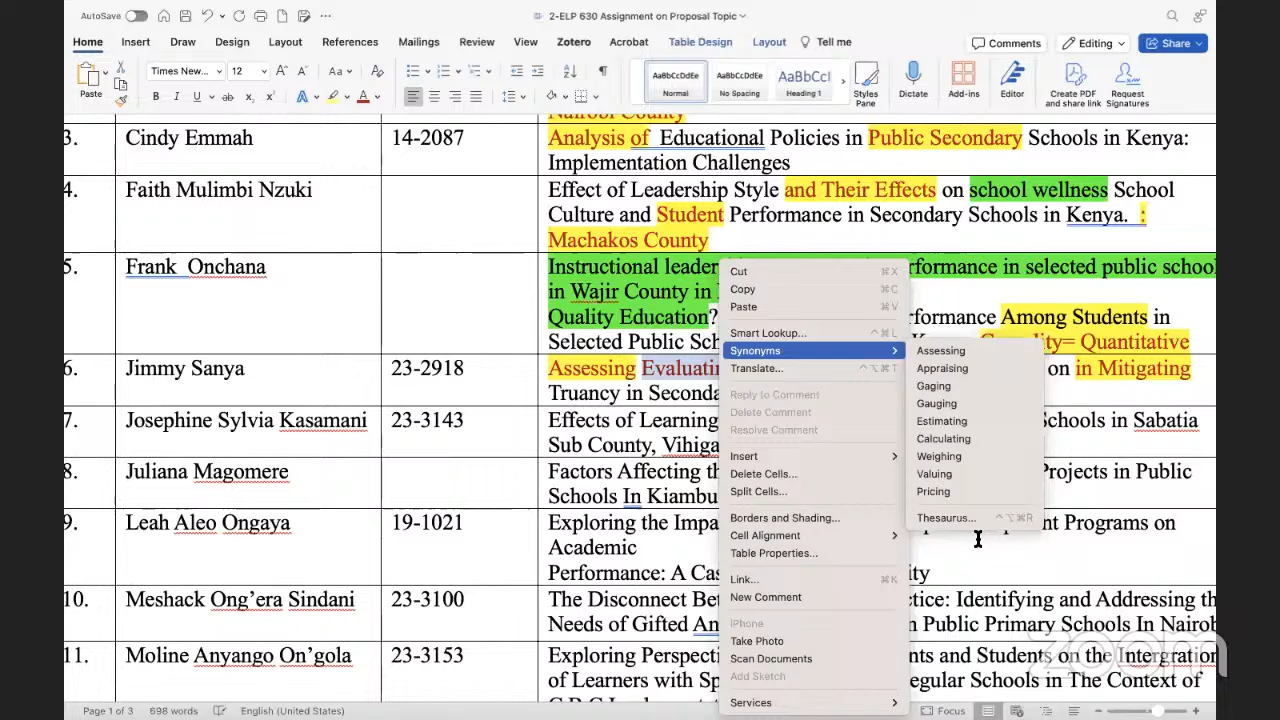 AutoSave
2-ELP 630 Assignment on Proposal Topic
Home Insert Draw Design Layout References Mailings Review View Zotero Acrobat Table Design Layout Tell me
Comments Editing Share
Paste
Times New... 12
AaBbCcDdEe AaBbCcDdEe AaBbCcI
Normal No Spacing Heading 1
Styles Pane
Dictate
Add-ins
Editor
Create PDF and share link
Request Signatures
Nairobi County
3. Cindy Emmah 14-2087 Analysis of Educational Policies in Public Secondary Schools in Kenya:
Implementation Challenges
4. Faith Mulimbi Nzuki Effect of Leadership Style and Their Effects on school wellness School
Culture and Student Performance in Secondary Schools in Kenya. :
Machakos County
5. Frank Onchana Instructional leader rformance in selected public school
in Wajir County in
Quality Education? rformance Among Students in
Selected Public Sch lity= Quantitative
6. Jimmy Sanya 23-2918 Assessing Evaluatin on in Mitigating
Truancy in Seconda
7. Josephine Sylvia Kasamani 23-3143 Effects of Learning Schools in Sabatia
Sub County, Vihiga
8. Juliana Magomere Factors Affecting th Projects in Public
Schools In Kiambu
9. Leah Aleo Ongaya 19-1021 Exploring the Impa nt Programs on
Academic
Performance: A Cas ity
10. Meshack Ong’era Sindani 23-3100 The Disconnect Bet ctice: Identifying and Addressing th
Needs of Gifted An n Public Primary Schools In Nairob
11. Moline Anyango On’gola 23-3153 Exploring Perspecti nts and Students on the Intergration
of Learners with Sp egular Schools in The Context of
Cut ⌘X
Copy ⌘C
Paste ⌘V
Smart Lookup... ^⌘L
Synonyms
Translate... ^⌥⌘T
Reply to Comment
Delete Comment
Resolve Comment
Insert
Delete Cells...
Split Cells...
Borders and Shading...
Cell Alignment
Table Properties...
Link... ⌘K
New Comment
iPhone
Take Photo
Scan Documents
Add Sketch
Services
Assessing
Appraising
Gaging
Gauging
Estimating
Calculating
Weighing
Valuing
Pricing
Thesaurus... ^⌥⌘R
zoom
Page 1 of 3 698 words English (United States) Focus